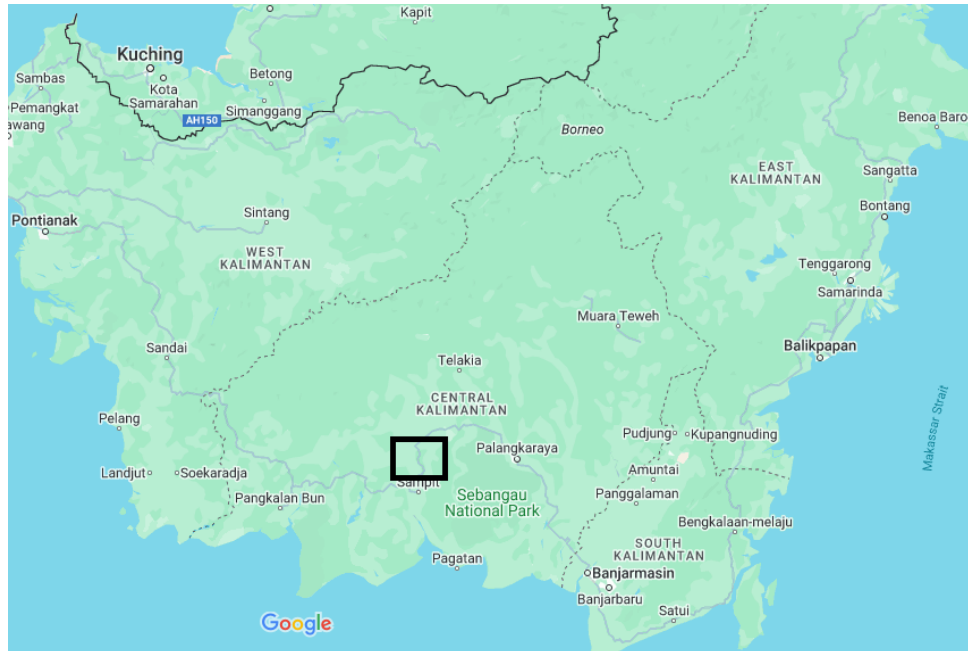 Kapit
Kuching
Sambas
Kota
Samarahan
Betong
Simanggang
Pemangkat
awang
AH150
Borneo
Benoa Baro
EAST
KALIMANTAN
Sangatta
Bontang
Sintang
Pontianak
WEST
KALIMANTAN
Tenggarong
Samarinda
Muara Teweh
Balikpapan
Sandai
Telakia
CENTRAL
KALIMANTAN
Makassar Strait
Pelang
Pudjung
Kupangnuding
Palangkaraya
Landjut
Soekaradja
Amuntai
Sampit
Pangkalan Bun
Sebangau
National Park
Panggalaman
Bengkalaan-melaju
SOUTH
KALIMANTAN
Pagatan
Banjarmasin
Banjarbaru
Satui
Google